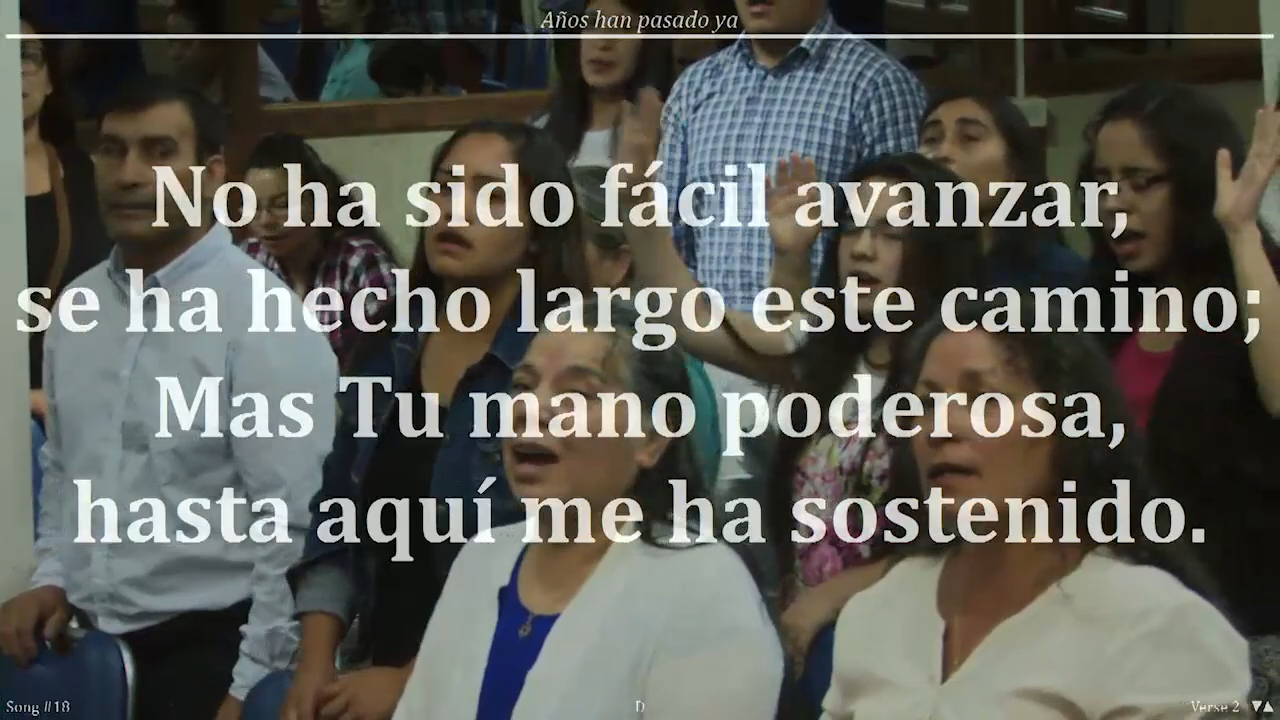 Años han pasado ya
No ha sido fácil avanzar,
se ha hecho largo este camino;
Mas Tu mano poderosa,
hasta aquí me ha sostenido.
Song #18 D Verse 2 ▼▲